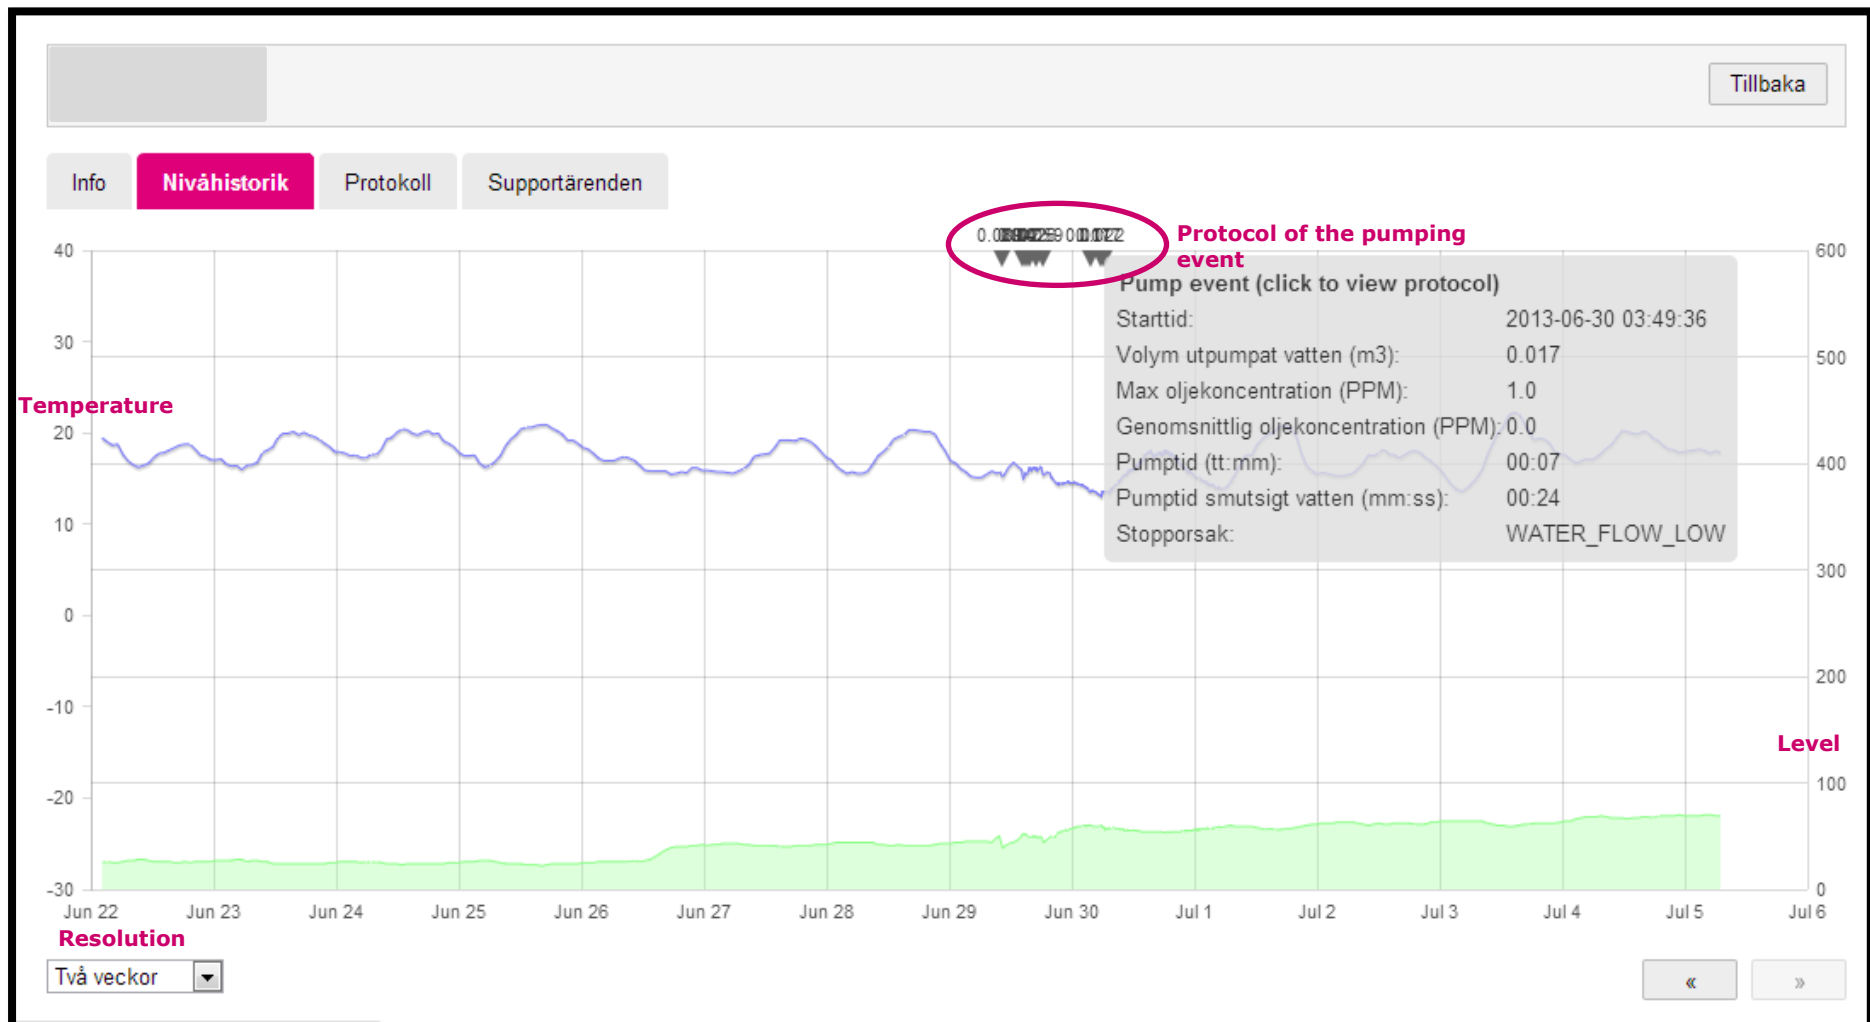 Tillbaka
Info Nivåhistorik Protokoll Supportärenden
Protocol of the pumping
event
40 600
Pump event (click to view protocol)
Starttid: 2013-06-30 03:49:36
30
Volym utpumpat vatten (m3): 0.017
500
Max oljekoncentration (PPM): 1.0
Temperature
Genomsnittlig oljekoncentration (PPM): 0.0
20
Pumptid (tt:mm): 00:07
400
Pumptid smutsigt vatten (mm:ss): 00:24
10
Stopporsak: WATER_FLOW_LOW
300
0
200
-10
Level
100
-20
-30 0
Jun 22 Jun 23 Jun 24 Jun 25 Jun 26 Jun 27 Jun 28 Jun 29 Jun 30 Jul 1 Jul 2 Jul 3 Jul 4 Jul 5 Jul 6
Resolution
Två veckor
« »